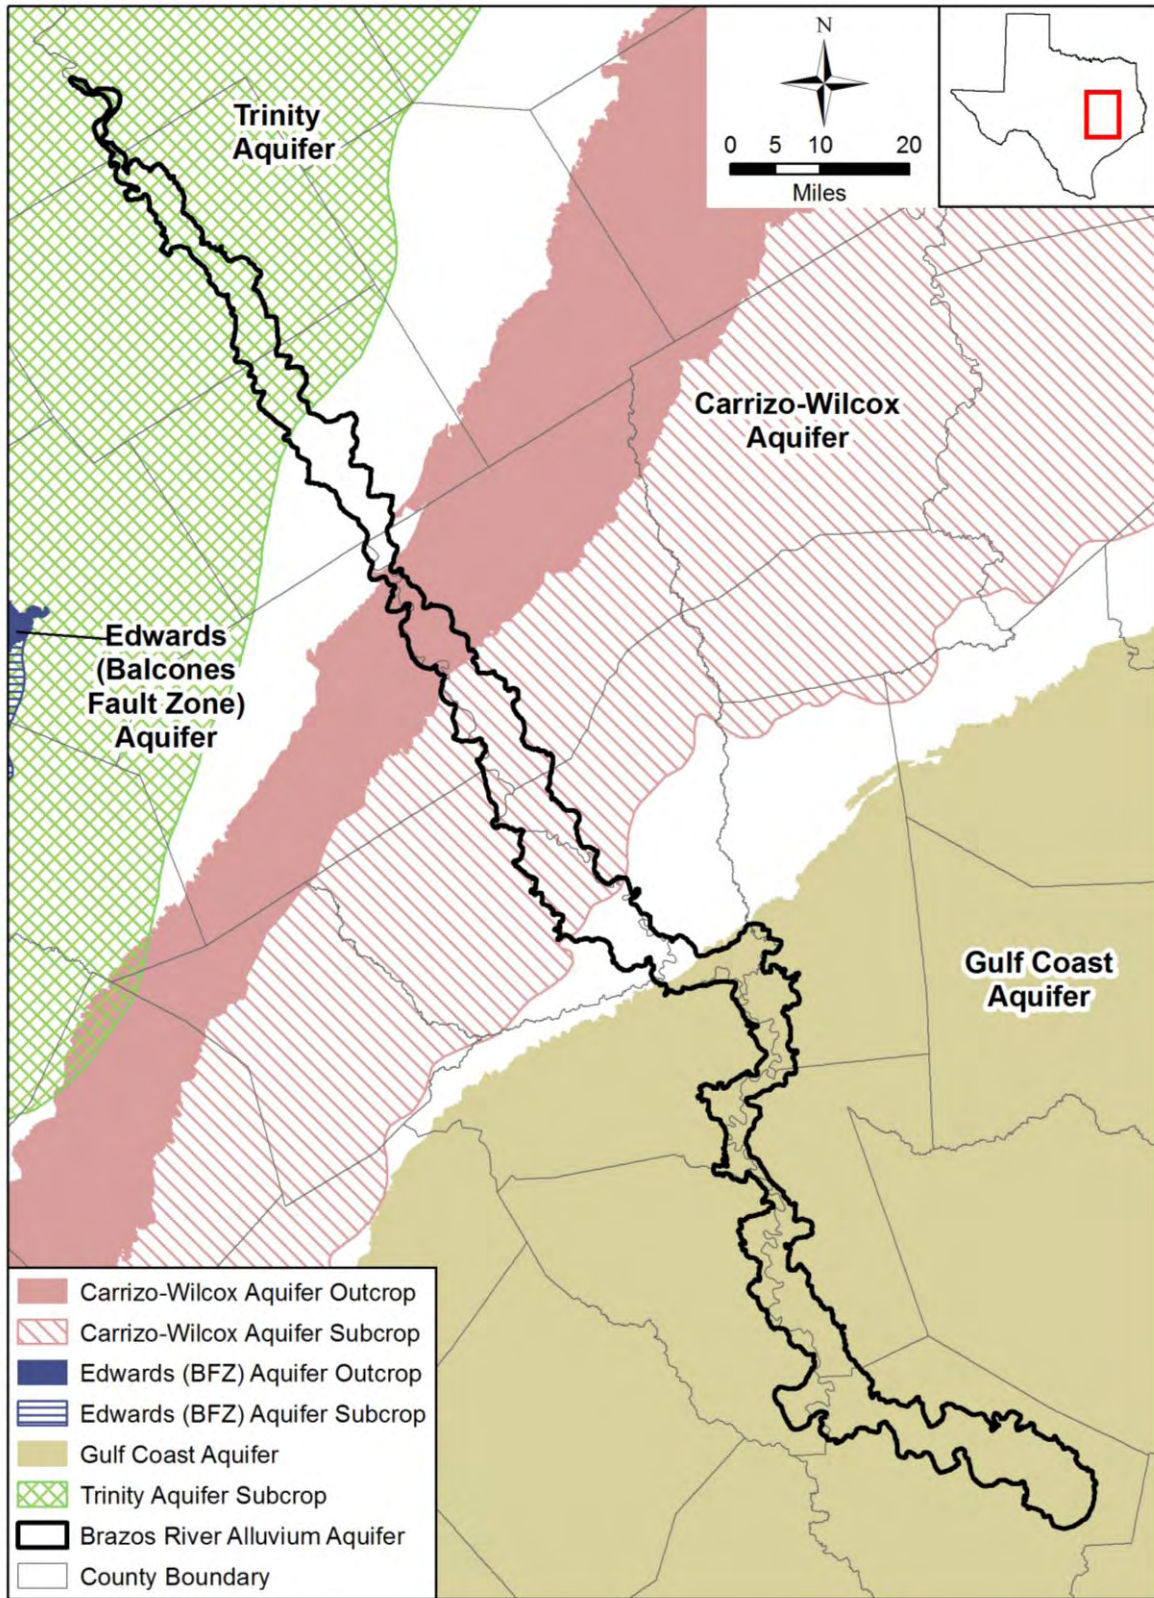 N
0 5 10 20
Miles
Trinity
Aquifer
Carrizo-Wilcox
Aquifer
Edwards
(Balcones
Fault Zone)
Aquifer
Gulf Coast
Aquifer
Carrizo-Wilcox Aquifer Outcrop
Carrizo-Wilcox Aquifer Subcrop
Edwards (BFZ) Aquifer Outcrop
Edwards (BFZ) Aquifer Subcrop
Gulf Coast Aquifer
Trinity Aquifer Subcrop
Brazos River Alluvium Aquifer
County Boundary